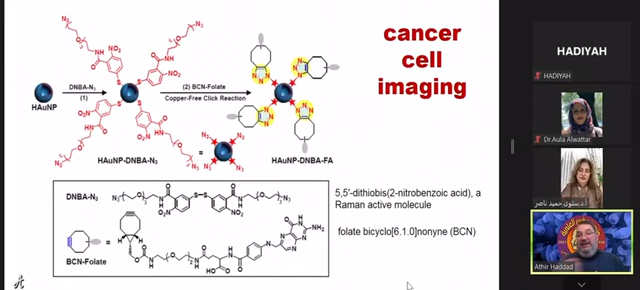 cancer
cell
imaging
HAuNP
DNBA-N3
(1)
(2) BCN-Folate
Copper-Free Click Reaction
HAuNP-DNBA-N3
=
HAuNP-DNBA-FA
DNBA-N3
5,5′-dithiobis(2-nitrobenzoic acid), a
Raman active molecule
=
BCN-Folate
folate bicyclo[6.1.0]nonyne (BCN)
HADIYAH
HADIYAH
Dr.Aula Alwattar
أ.د.سلوى حميد ناصر
Athir Haddad